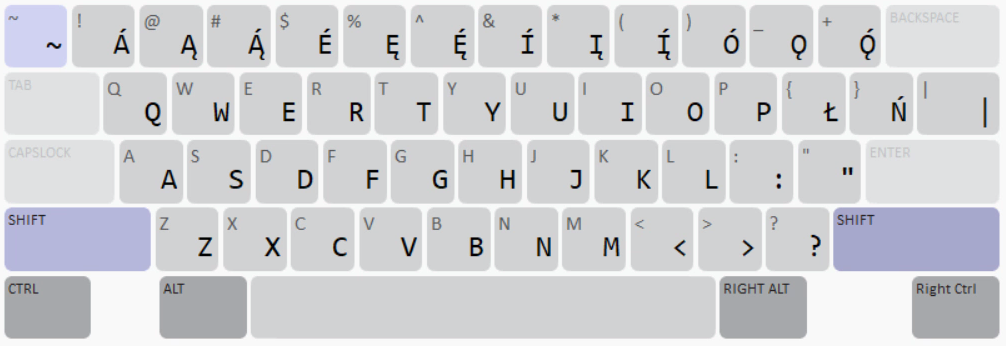 ~ ~ ! Á @ Ą # Ą́ $ É % Ę ^ Ę́ & Í * Į ( Į́ ) Ó _ Ǫ + Ǫ́ BACKSPACE
TAB Q Q W W E E R R T T Y Y U U I I O O P P { Ł } Ń | |
CAPSLOCK A A S S D D F F G G H H J J K K L L : : " " ENTER
SHIFT Z Z X X C C V V B B N N M M < < > > ? ? SHIFT
CTRL ALT RIGHT ALT Right Ctrl